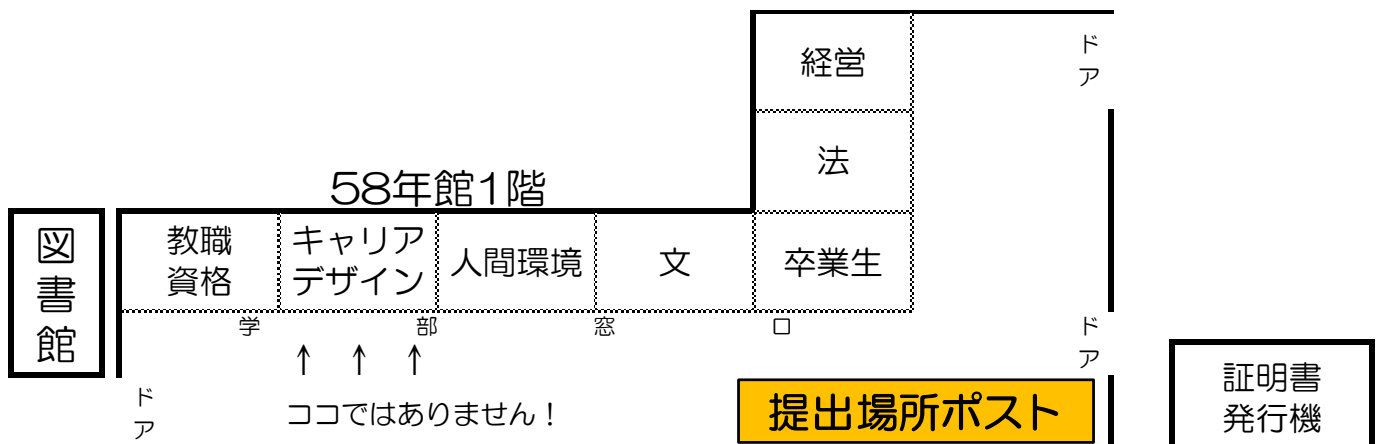 経営
ドア
法
58年館1階
図書館
教職
資格
キャリア
デザイン
人間環境
文
卒業生
学部窓口
ドア
↑ ↑ ↑
ドア
ココではありません！
提出場所ポスト
証明書
発行機